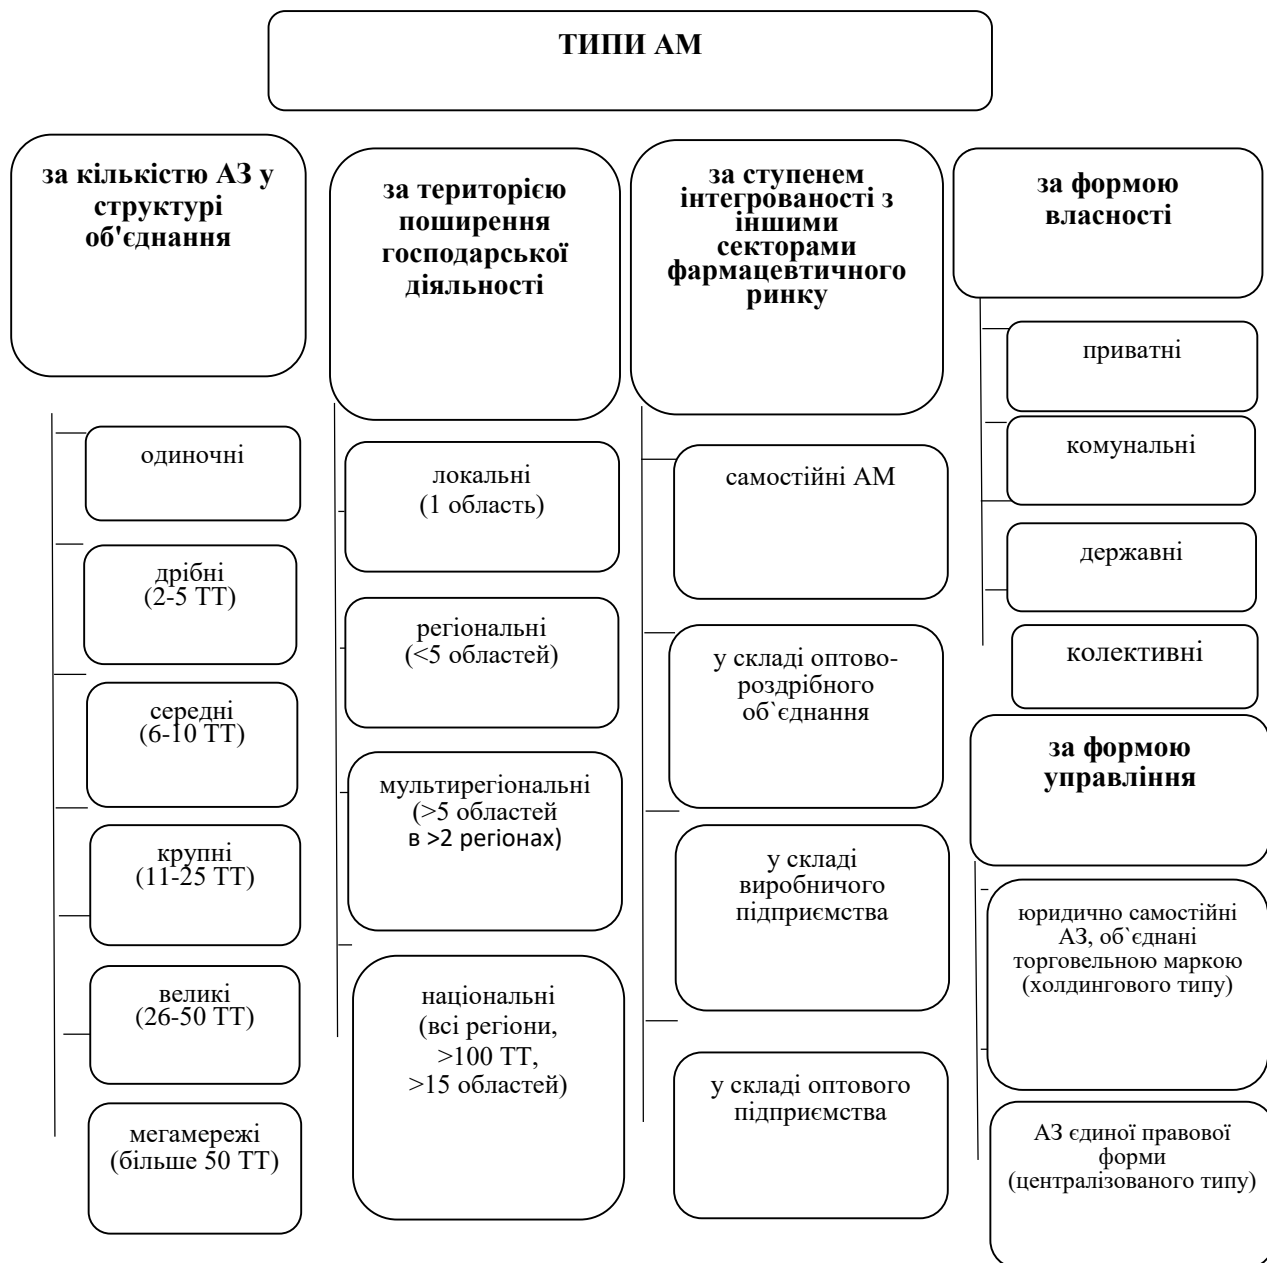 ТИПИ АМ
за кількістю АЗ у
структурі
об'єднання
одиночні
дрібні
(2-5 ТТ)
середні
(6-10 ТТ)
крупні
(11-25 ТТ)
великі
(26-50 ТТ)
мегамережі
(більше 50 ТТ)
за територією
поширення
господарської
діяльності
локальні
(1 область)
регіональні
(<5 областей)
мультирегіональні
(>5 областей
в >2 регіонах)
національні
(всі регіони,
>100 ТТ,
>15 областей)
за ступенем
інтегрованості з
іншими
секторами
фармацевтичного
ринку
самостійні АМ
у складі оптово-
роздрібного
об`єднання
у складі
виробничого
підприємства
у складі оптового
підприємства
за формою
власності
приватні
комунальні
державні
колективні
за формою
управління
юридично самостійні
АЗ, об`єднані
торговельною маркою
(холдингового типу)
АЗ єдиної правової
форми
(централізованого типу)